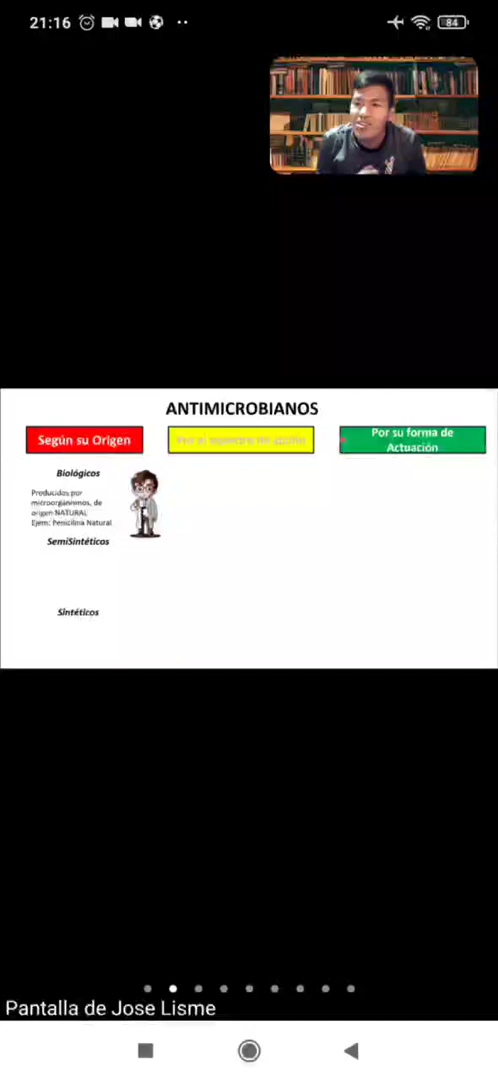 21:16
84
ANTIMICROBIANOS
Según su Origen
Por su forma de
Actuación
Biológicos
Producidos por
microorganismos, de
origen NATURAL
Ejem: Penicilina Natural
SemiSintéticos
Sintéticos
Pantalla de Jose Lisme